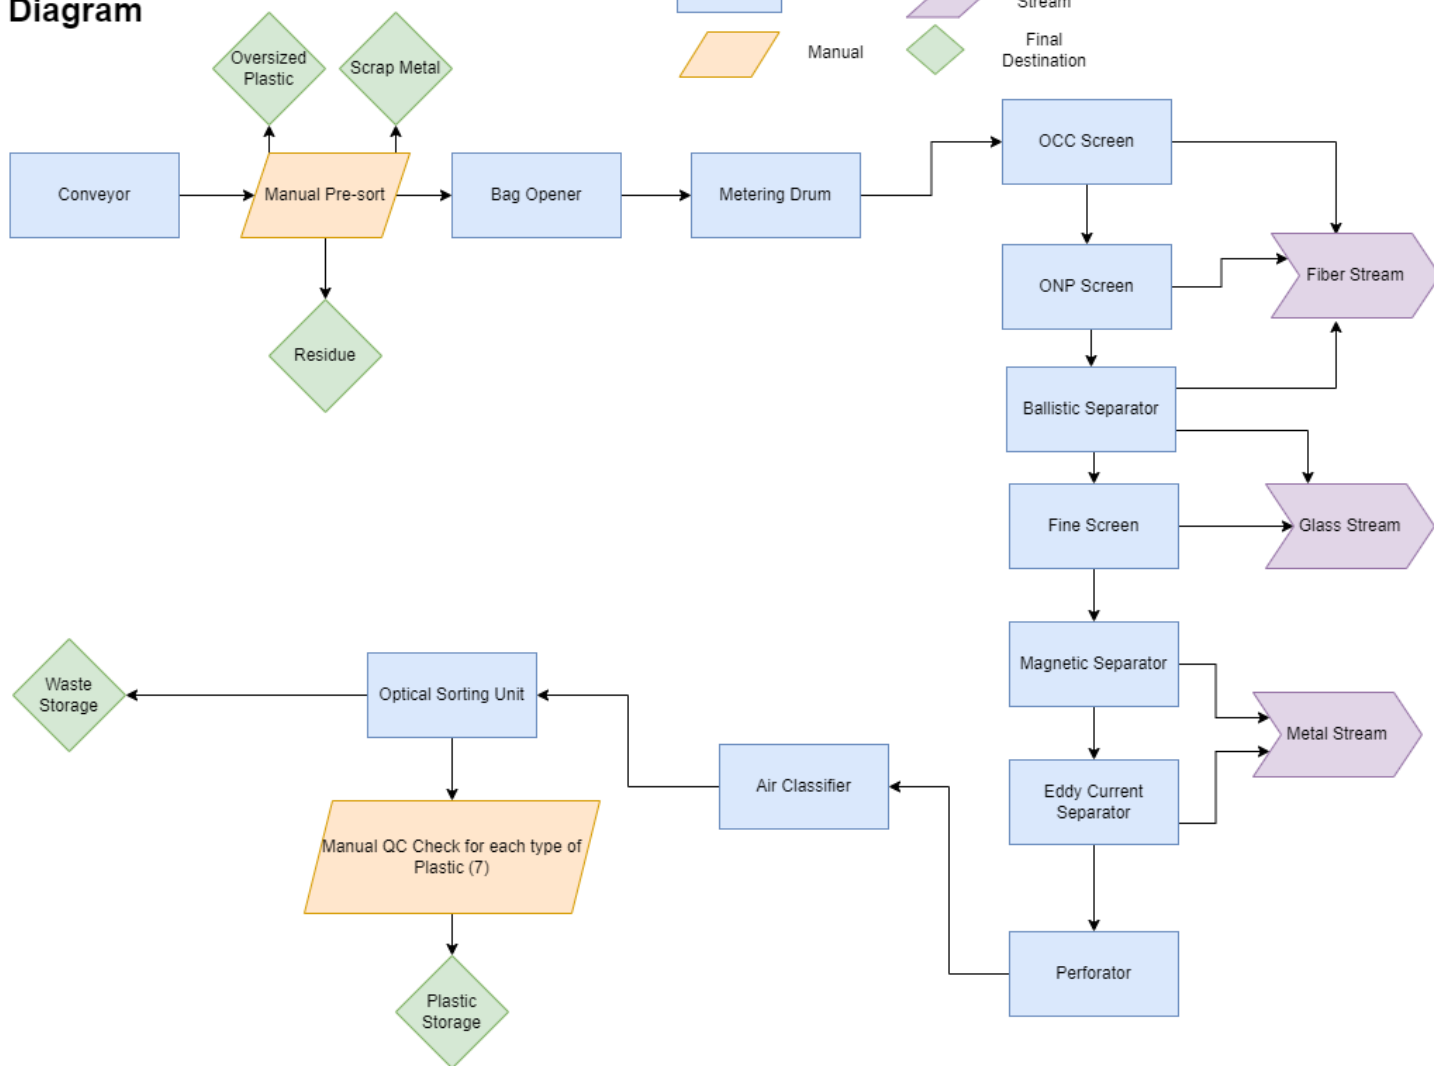 Diagram
Stream
Manual
Final
Destination
Oversized
Plastic
Scrap Metal
Conveyor
Manual Pre-sort
Bag Opener
Metering Drum
OCC Screen
ONP Screen
Fiber Stream
Residue
Ballistic Separator
Fine Screen
Glass Stream
Magnetic Separator
Metal Stream
Eddy Current
Separator
Waste
Storage
Optical Sorting Unit
Air Classifier
Manual QC Check for each type of
Plastic (7)
Perforator
Plastic
Storage